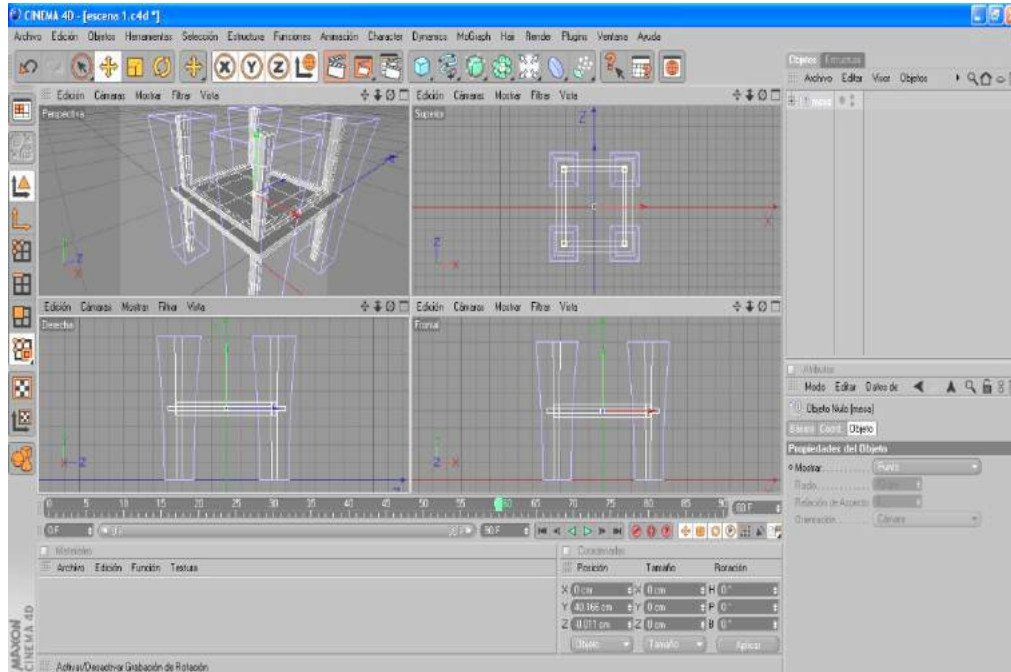 CINEMA 4D - [escena 1.c4d *]
Archivo Edición Objetos Herramientas Selección Estructura Funciones Animación Character Dynamics MoGraph Hair Render Plugins Ventana Ayuda
Objetos Estructura
Archivo Editar Visor Objetos
mesa
Edición Cámaras Mostrar Filtrar Vista
Edición Cámaras Mostrar Filtrar Vista
Perspectiva
Superior
Edición Cámaras Mostrar Filtrar Vista
Edición Cámaras Mostrar Filtrar Vista
Derecha
Frontal
Atributos
Modo Editar Datos de
Objeto Nulo [mesa]
Básico Coord. Objeto
Propiedades del Objeto
Mostrar Punto
Radio
Relación de Aspecto
Orientación Cámara
0 5 10 15 20 25 30 35 40 45 50 55 60 65 70 75 80 85 90 60 F
0 F 0 F 90 F 90 F
Materiales
Archivo Edición Función Textura
Coordenadas
Posición Tamaño Rotación
X 0 cm X 0 cm H 0 °
Y 40.166 cm Y 0 cm P 0 °
Z -0.011 cm Z 0 cm B 0 °
Objeto Tamaño Aplicar
MAXON
CINEMA 4D
Activar/Desactivar Grabación de Rotación